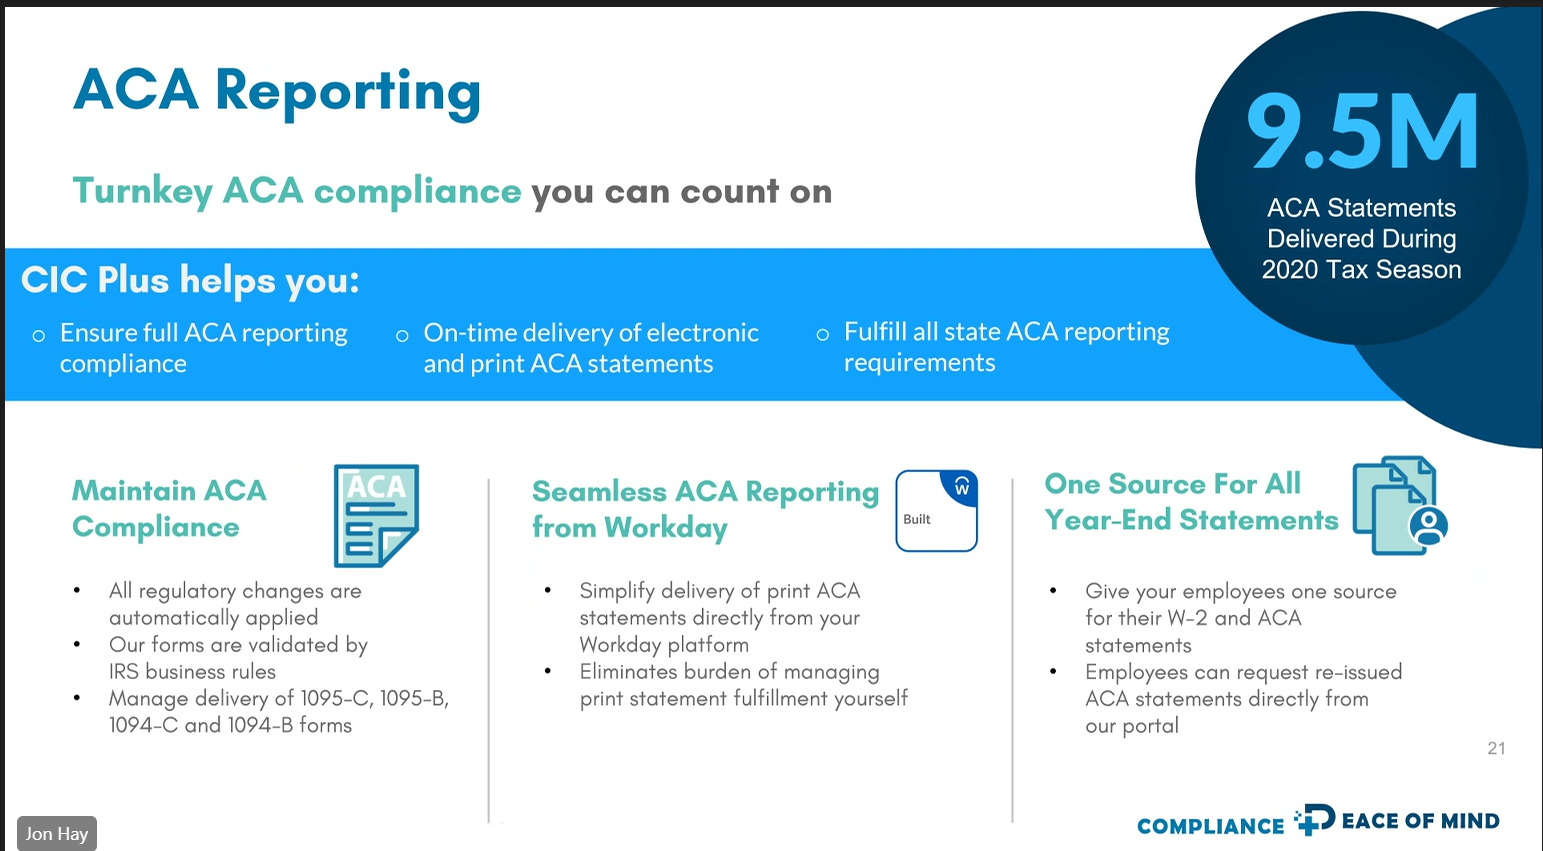 ACA Reporting
Turnkey ACA compliance you can count on
9.5M
ACA Statements
Delivered During
2020 Tax Season
CIC Plus helps you:
o Ensure full ACA reporting
compliance
o On-time delivery of electronic
and print ACA statements
o Fulfill all state ACA reporting
requirements
Maintain ACA
Compliance
ACA
• All regulatory changes are
automatically applied
• Our forms are validated by
IRS business rules
• Manage delivery of 1095-C, 1095-B,
1094-C and 1094-B forms
Seamless ACA Reporting
from Workday
W
Built
• Simplify delivery of print ACA
statements directly from your
Workday platform
• Eliminates burden of managing
print statement fulfillment yourself
One Source For All
Year-End Statements
• Give your employees one source
for their W-2 and ACA
statements
• Employees can request re-issued
ACA statements directly from
our portal
21
COMPLIANCE PEACE OF MIND
Jon Hay